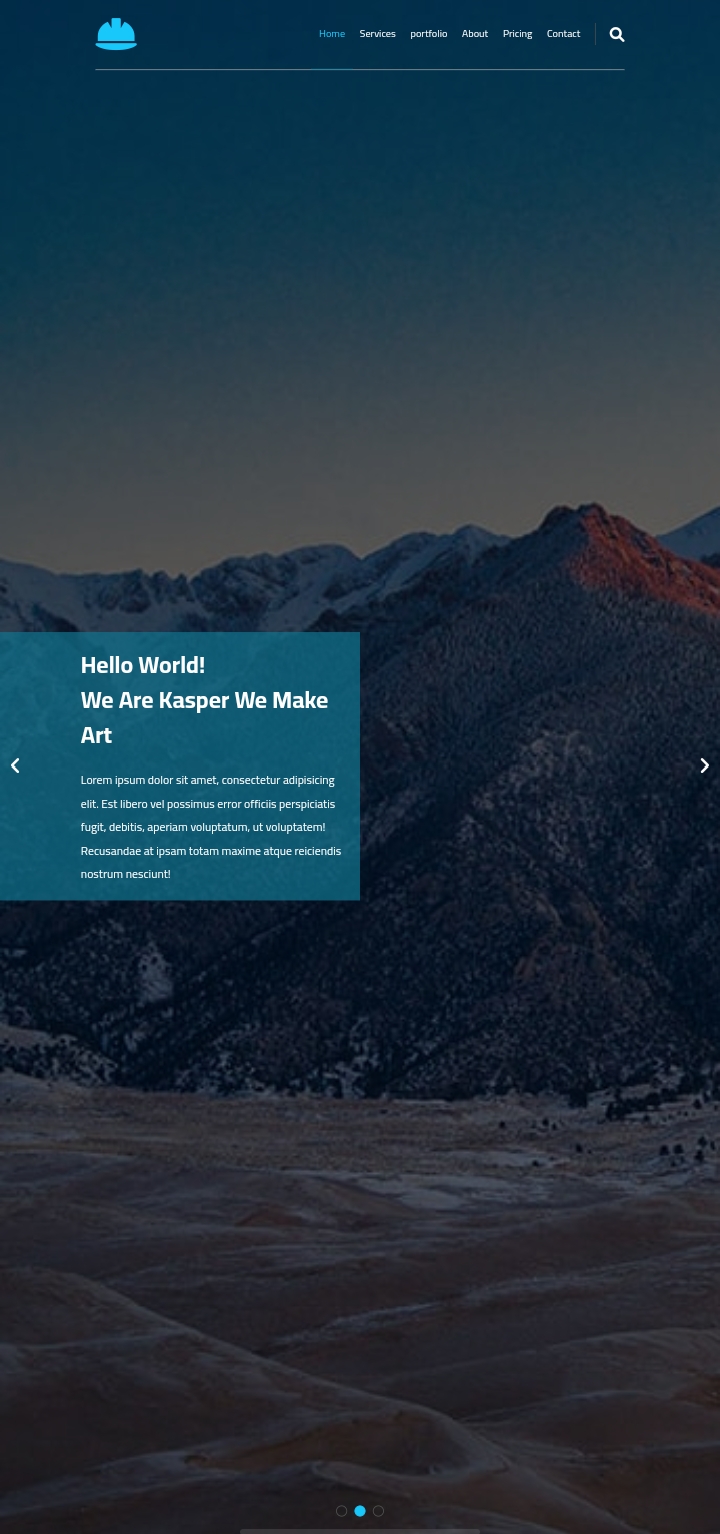 Home Services portfolio About Pricing Contact
Hello World!
We Are Kasper We Make
Art
Lorem ipsum dolor sit amet, consectetur adipisicing
elit. Est libero vel possimus error officiis perspiciatis
fugit, debitis, aperiam voluptatum, ut voluptatem!
Recusandae at ipsam totam maxime atque reiciendis
nostrum nesciunt!